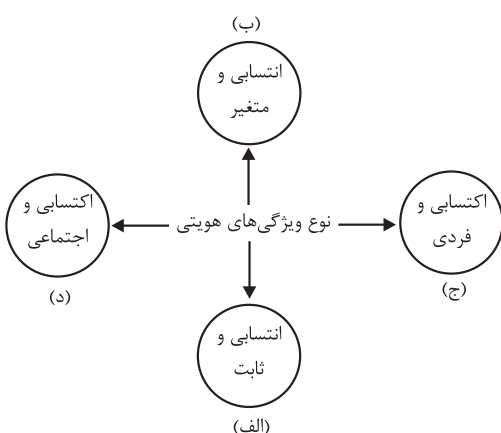 (ب)
انتسابی و
متغیر
اکتسابی و
فردی
(ج)
نوع ویژگی‌های هویتی
اکتسابی و
اجتماعی
(د)
انتسابی و
ثابت
(الف)